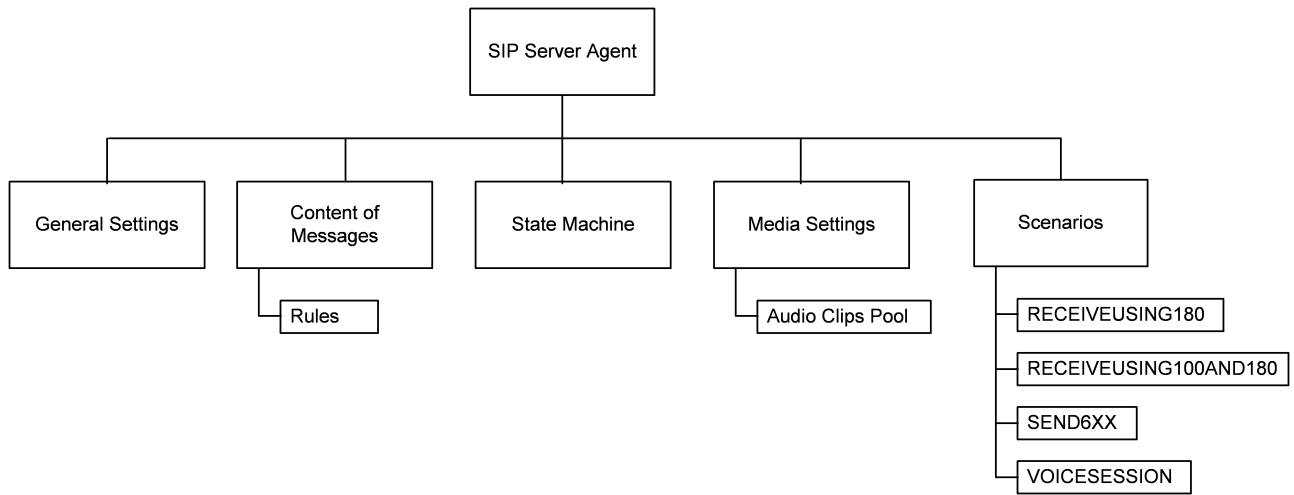 SIP Server Agent
General Settings
Content of
Messages
State Machine
Media Settings
Scenarios
Rules
Audio Clips Pool
RECEIVEUSING180
RECEIVEUSING100AND180
SEND6XX
VOICESESSION